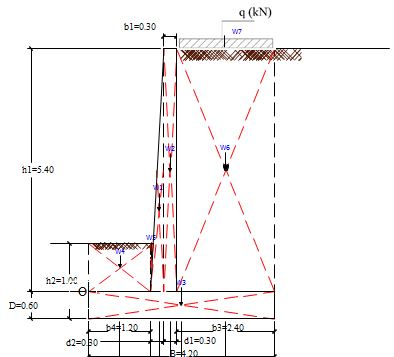 q (kN)
b1=0.30
W7
W2
W6
h1=5.40
W1
W5
W4
h2=1.00
O
W3
D=0.60
b4=1.20
b3=2.40
d2=0.30
d1=0.30
B=4.20